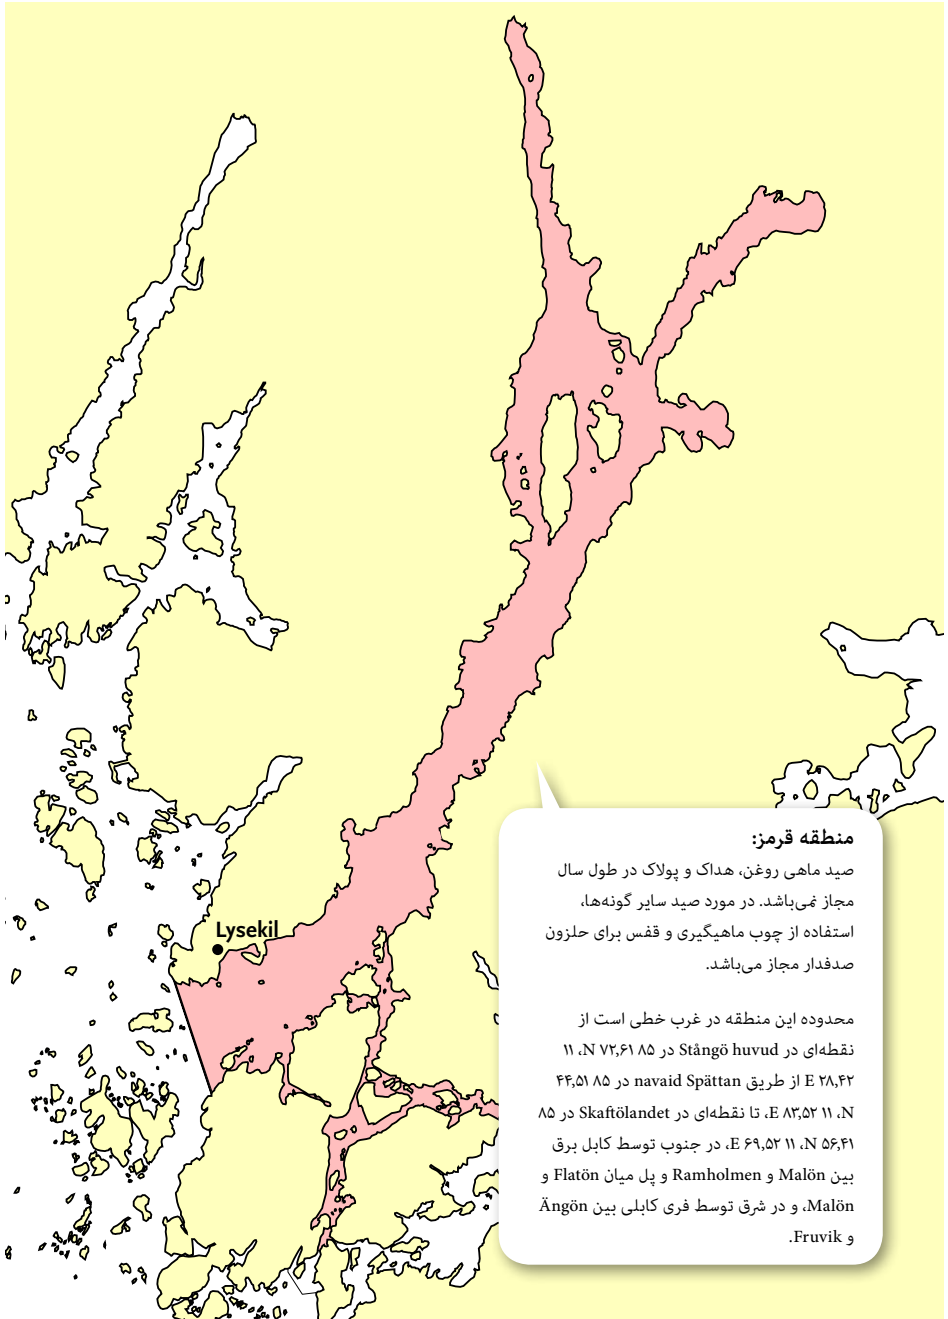 Lysekil
منطقه قرمز:
صید ماهی روغن، هداک و پولاک در طول سال
مجاز نمی‌باشد. در مورد صید سایر گونه‌ها،
استفاده از چوب ماهیگیری و قفس برای حلزون
صدفدار مجاز می‌باشد.
محدوده این منطقه در غرب خطی است از
نقطه‌ای در Stångö huvud در ۸۵ ۷۲,۶۱ N، ۱۱
۲۸,۴۲ E از طریق navaid Spättan در ۸۵ ۴۴,۵۱
N، ۱۱ ۸۳,۵۲ E، تا نقطه‌ای در Skaftölandet در ۸۵
۵۶,۴۱ N، ۱۱ ۶۹,۵۲ E، در جنوب توسط کابل برق
بین Malön و Ramholmen و پل میان Flatön و
Malön، و در شرق توسط فری کابلی بین Ängön
و Fruvik.